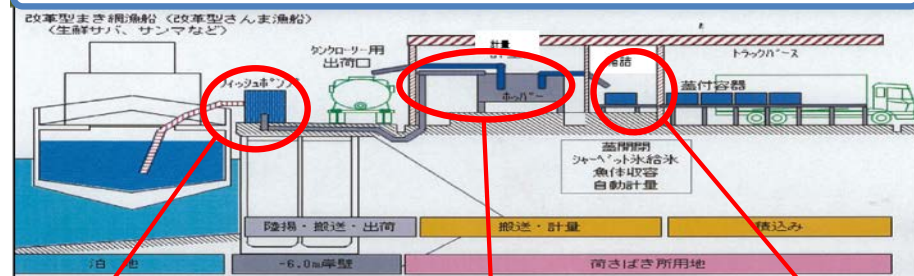 改革型まき網漁船（改革型さんま漁船）
（生鮮サバ、サンマなど）
タンクローリー用
出荷口
計量
トラックバース
フィッシュポンプ
ホッパー
蓋付容器
蓋開閉
シャーベット氷給氷
魚体収容
自動計量
陸揚・搬送・出荷
搬送・計量
積込み
泊 地
-6.0m岸壁
荷さばき所用地